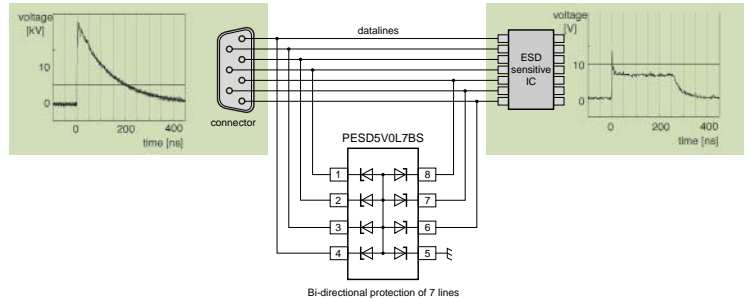 voltage
[kV]
10
0
0 200 400
time [ns]
connector
datalines
ESD
sensitive
IC
voltage
[V]
10
0
0 200 400
time [ns]
PESD5V0L7BS
1 8
2 7
3 6
4 5
Bi-directional protection of 7 lines